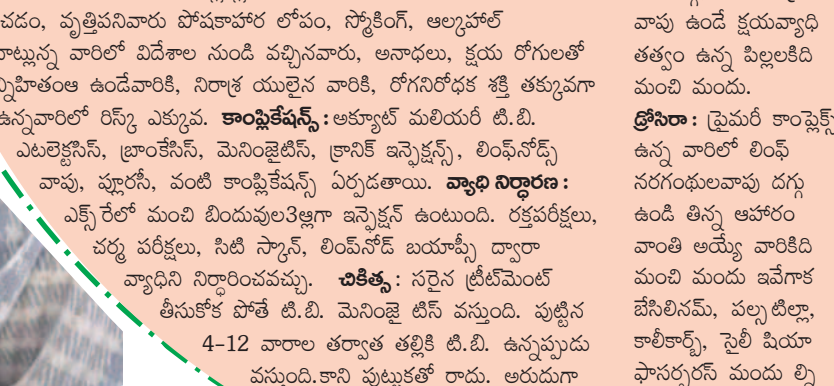 చడం, వృత్తిపనివారు పోషకాహార లోపం, స్మోకింగ్, ఆల్కహాల్
వారిలో విదేశాల నుండి వచ్చినవారు, అనాధలు, క్షయ రోగులతో
ఉండేవారికి, నిరాశ్ర యులైన వారికి, రోగనిరోధక శక్తి తక్కువగా
ఉన్నవారిలో రిస్క్ ఎక్కువ. కాంప్లికేషన్స్:అక్యూట్ మలియరీ టి.బి.
ఎటలెక్టసిస్, బ్రాంకేసిస్, మెనింజైటిస్, క్రానిక్ ఇన్ఫెక్షన్స్, లింఫ్‌నోడ్స్
వాపు, ప్లూరసీ, వంటి కాంప్లికేషన్స్ ఏర్పడతాయి. వ్యాధి నిర్ధారణ:
ఎక్స్‌రేలో మంచి బిందువుల3ఆ్లగా ఇన్ఫెక్షన్ ఉంటుంది. రక్తపరీక్షలు,
చర్మ పరీక్షలు, సిటి స్కాన్, లింప్‌నోడ్ బయాప్సీ ద్వారా
వ్యాధిని నిర్ధారించవచ్చు. చికిత్స: సరైన ట్రీట్‌మెంట్
తీసుకోక పోతే టి.బి. మెనింజై టిస్ వస్తుంది. పుట్టిన
4-12 వారాల తర్వాత తల్లికి టి.బి. ఉన్నప్పుడు
వస్తుంది.కాని పుట్టుకతో రాదు. అరుదుగా
వాపు ఉండే క్షయవ్యాధి
తత్వం ఉన్న పిల్లలకిది
మంచి మందు.
డ్రోసిరా: ప్రైమరీ కాంప్లెక్స్
ఉన్న వారిలో లింఫ్
నరగంథులవాపు దగ్గు
ఉండి తిన్న ఆహారం
వాంతి అయ్యే వారికిది
మంచి మందు ఇవేగాక
బేసిలినమ్, పల్సటిల్లా,
కాలీకార్బ్, సైలీ షియా
ఫాస్ఫరస్ మందు ల్ని